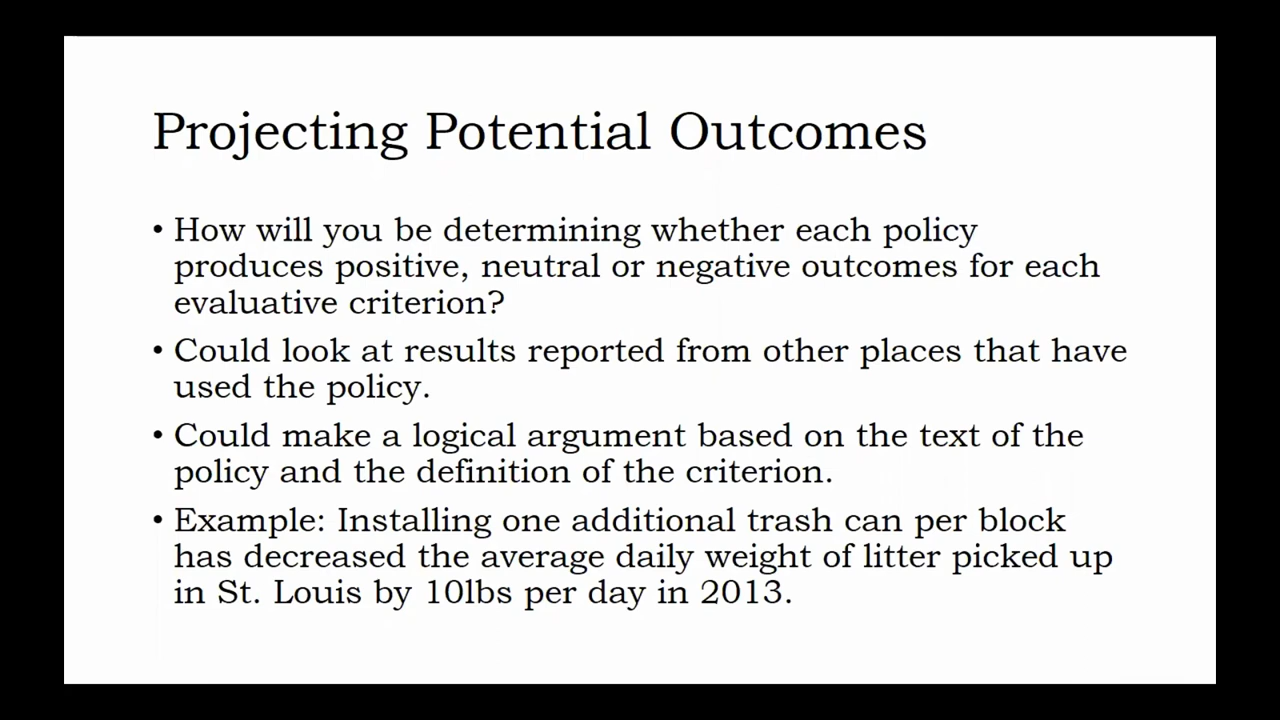 Projecting Potential Outcomes
• How will you be determining whether each policy
produces positive, neutral or negative outcomes for each
evaluative criterion?
• Could look at results reported from other places that have
used the policy.
• Could make a logical argument based on the text of the
policy and the definition of the criterion.
• Example: Installing one additional trash can per block
has decreased the average daily weight of litter picked up
in St. Louis by 10lbs per day in 2013.